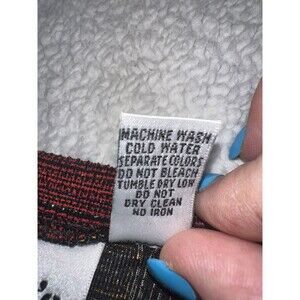 MACHINE WASH
COLD WATER
SEPARATE COLORS
DO NOT BLEACH
TUMBLE DRY LOW
DO NOT
DRY CLEAN
NO IRON